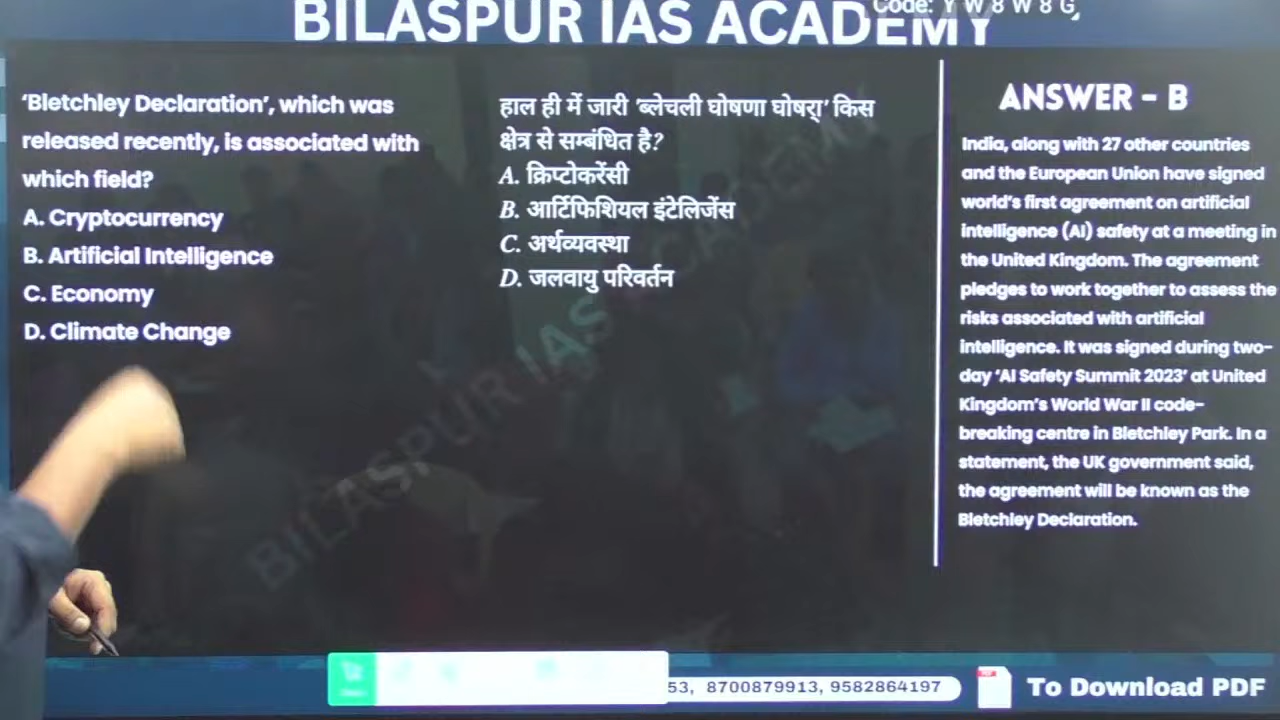 BILASPUR IAS ACADEMY
Code: Y W 8 W 8 G
'Bletchley Declaration', which was
released recently, is associated with
which field?
A. Cryptocurrency
B. Artificial Intelligence
C. Economy
D. Climate Change
हाल ही में जारी 'ब्लेचली घोषणा घोषर्‍ा' किस
क्षेत्र से सम्बंधित है?
A. क्रिप्टोकरेंसी
B. आर्टिफिशियल इंटेलिजेंस
C. अर्थव्यवस्था
D. जलवायु परिवर्तन
ANSWER - B
India, along with 27 other countries
and the European Union have signed
world's first agreement on artificial
intelligence (AI) safety at a meeting in
the United Kingdom. The agreement
pledges to work together to assess the
risks associated with artificial
intelligence. It was signed during two-
day 'AI Safety Summit 2023' at United
Kingdom's World War II code-
breaking centre in Bletchley Park. In a
statement, the UK government said,
the agreement will be known as the
Bletchley Declaration.
BILASPUR IAS ACADEMY
53, 8700879913, 9582864197
PDF
To Download PDF